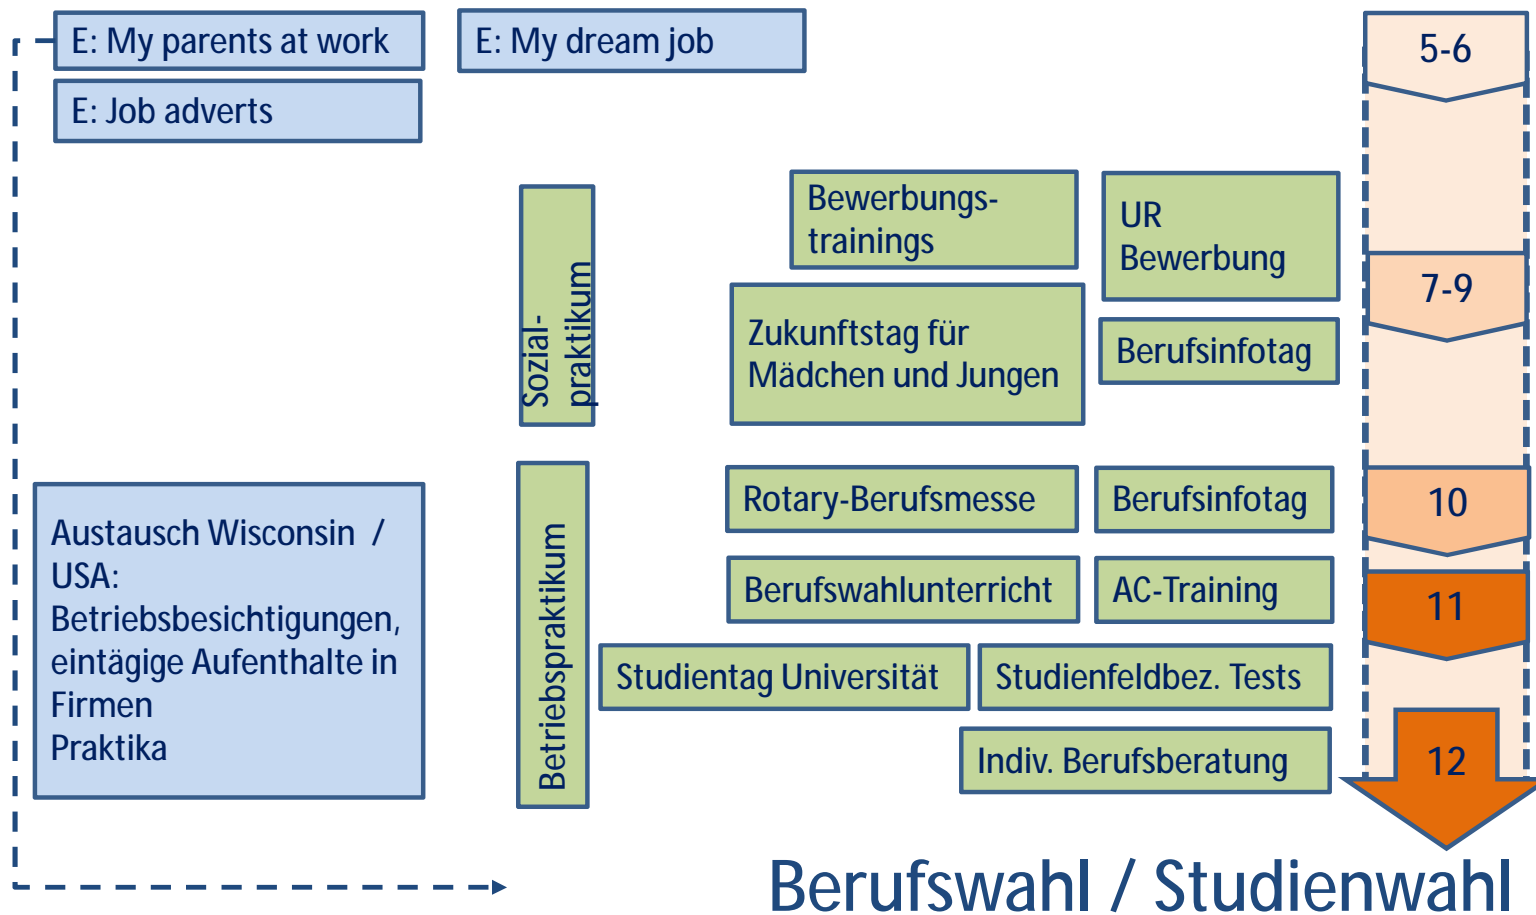 E: My parents at work
E: My dream job
5-6
E: Job adverts
Bewerbungs-
trainings
UR
Bewerbung
7-9
Sozial-
praktikum
Zukunftstag für
Mädchen und Jungen
Berufsinfotag
Austausch Wisconsin /
USA:
Betriebsbesichtigungen,
eintägige Aufenthalte in
Firmen
Praktika
Betriebspraktikum
Rotary-Berufsmesse
Berufsinfotag
10
Berufswahlunterricht
AC-Training
11
Studientag Universität
Studienfeldbez. Tests
Indiv. Berufsberatung
12
Berufswahl / Studienwahl